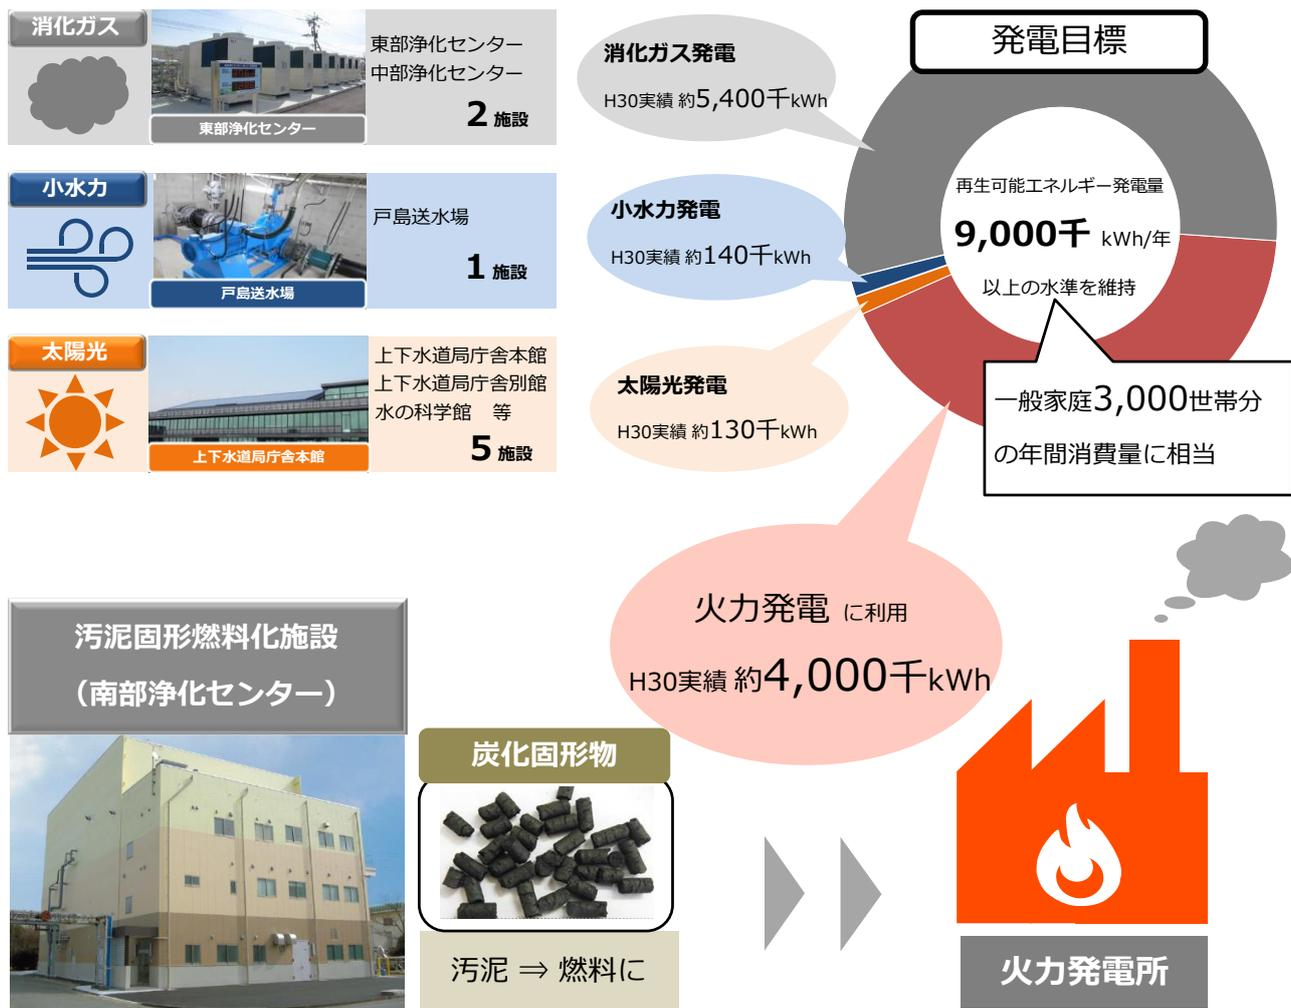 消化ガス
東部浄化センター
東部浄化センター
中部浄化センター
2 施設
小水力
戸島送水場
戸島送水場
1 施設
太陽光
上下水道局庁舎本館
上下水道局庁舎本館
上下水道局庁舎別館
水の科学館 等
5 施設
消化ガス発電
H30実績 約5,400千kWh
小水力発電
H30実績 約140千kWh
太陽光発電
H30実績 約130千kWh
発電目標
再生可能エネルギー発電量
9,000千 kWh/年
以上の水準を維持
一般家庭3,000世帯分
の年間消費量に相当
火力発電 に利用
H30実績 約4,000千kWh
汚泥固形燃料化施設
（南部浄化センター）
炭化固形物
汚泥 ⇒ 燃料に
火力発電所